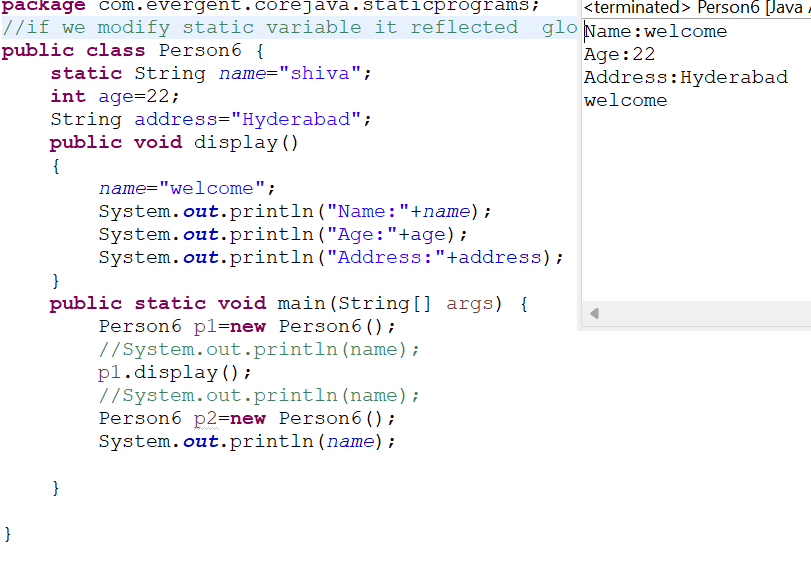 package com.evergent.corejava.staticprograms;
//if we modify static variable it reflected  glo
public class Person6 {
    static String name="shiva";
    int age=22;
    String address="Hyderabad";
    public void display()
    {
        name="welcome";
        System.out.println("Name:"+name);
        System.out.println("Age:"+age);
        System.out.println("Address:"+address);
    }
    public static void main(String[] args) {
        Person6 p1=new Person6();
        //System.out.println(name);
        p1.display();
        //System.out.println(name);
        Person6 p2=new Person6();
        System.out.println(name);
    }
}
<terminated> Person6 [Java
Name:welcome
Age:22
Address:Hyderabad
welcome